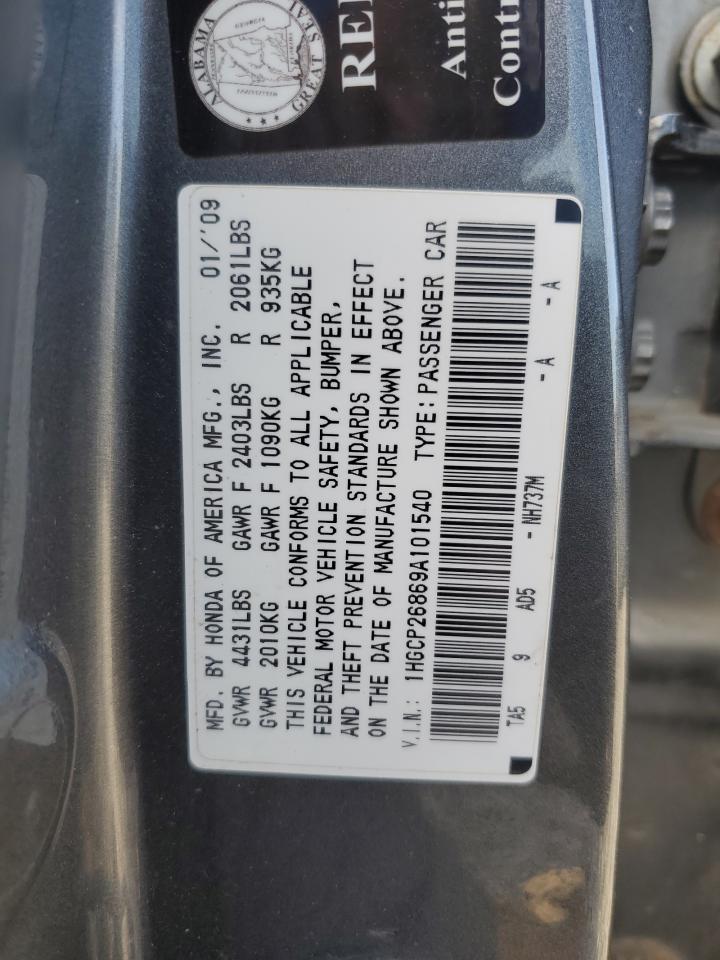 ALABAMA
GREAT SEAL
Anti
Contr
MFD. BY HONDA OF AMERICA MFG., INC. 01/'09
GVWR 4431LBS GAWR F 2403LBS R 2061LBS
GVWR 2010KG GAWR F 1090KG R 935KG
THIS VEHICLE CONFORMS TO ALL APPLICABLE
FEDERAL MOTOR VEHICLE SAFETY, BUMPER,
AND THEFT PREVENTION STANDARDS IN EFFECT
ON THE DATE OF MANUFACTURE SHOWN ABOVE.
V.I.N.: 1HGCP26869A101540 TYPE: PASSENGER CAR
TA5 9 AD5 - NH737M - A - A